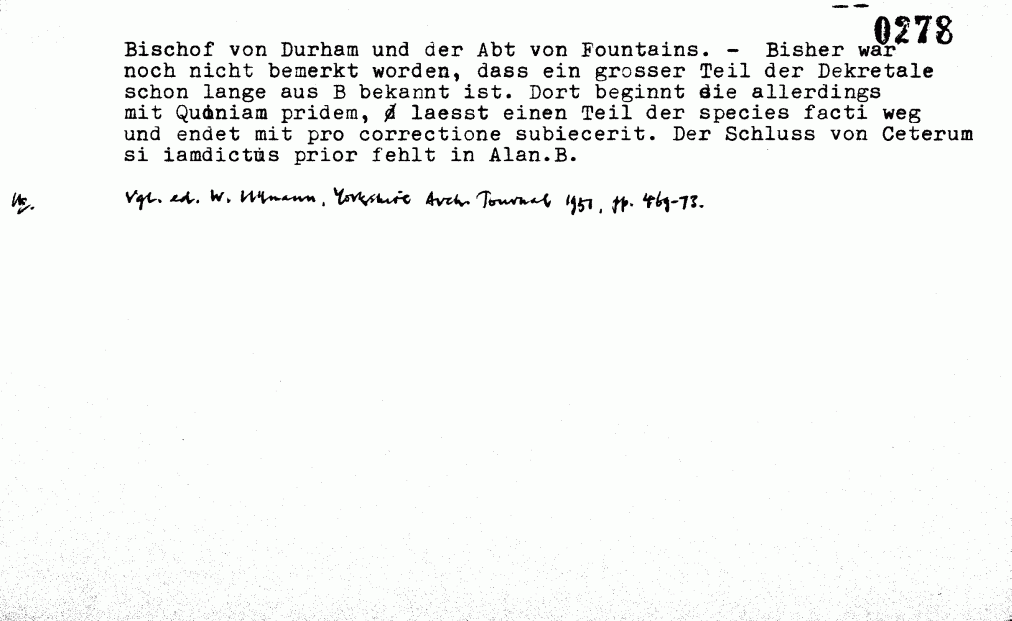 0278
Bischof von Durham und der Abt von Fountains. - Bisher war
noch nicht bemerkt worden, dass ein grosser Teil der Dekretale
schon lange aus B bekannt ist. Dort beginnt die allerdings
mit Quoniam pridem, laesst einen Teil der species facti weg
und endet mit pro correctione subiecerit. Der Schluss von Ceterum
si iamdictus prior fehlt in Alan.B.
Vgl. ed. W. Ullmann, Yorkshire Arch. Journal 1951, pp. 469-73.